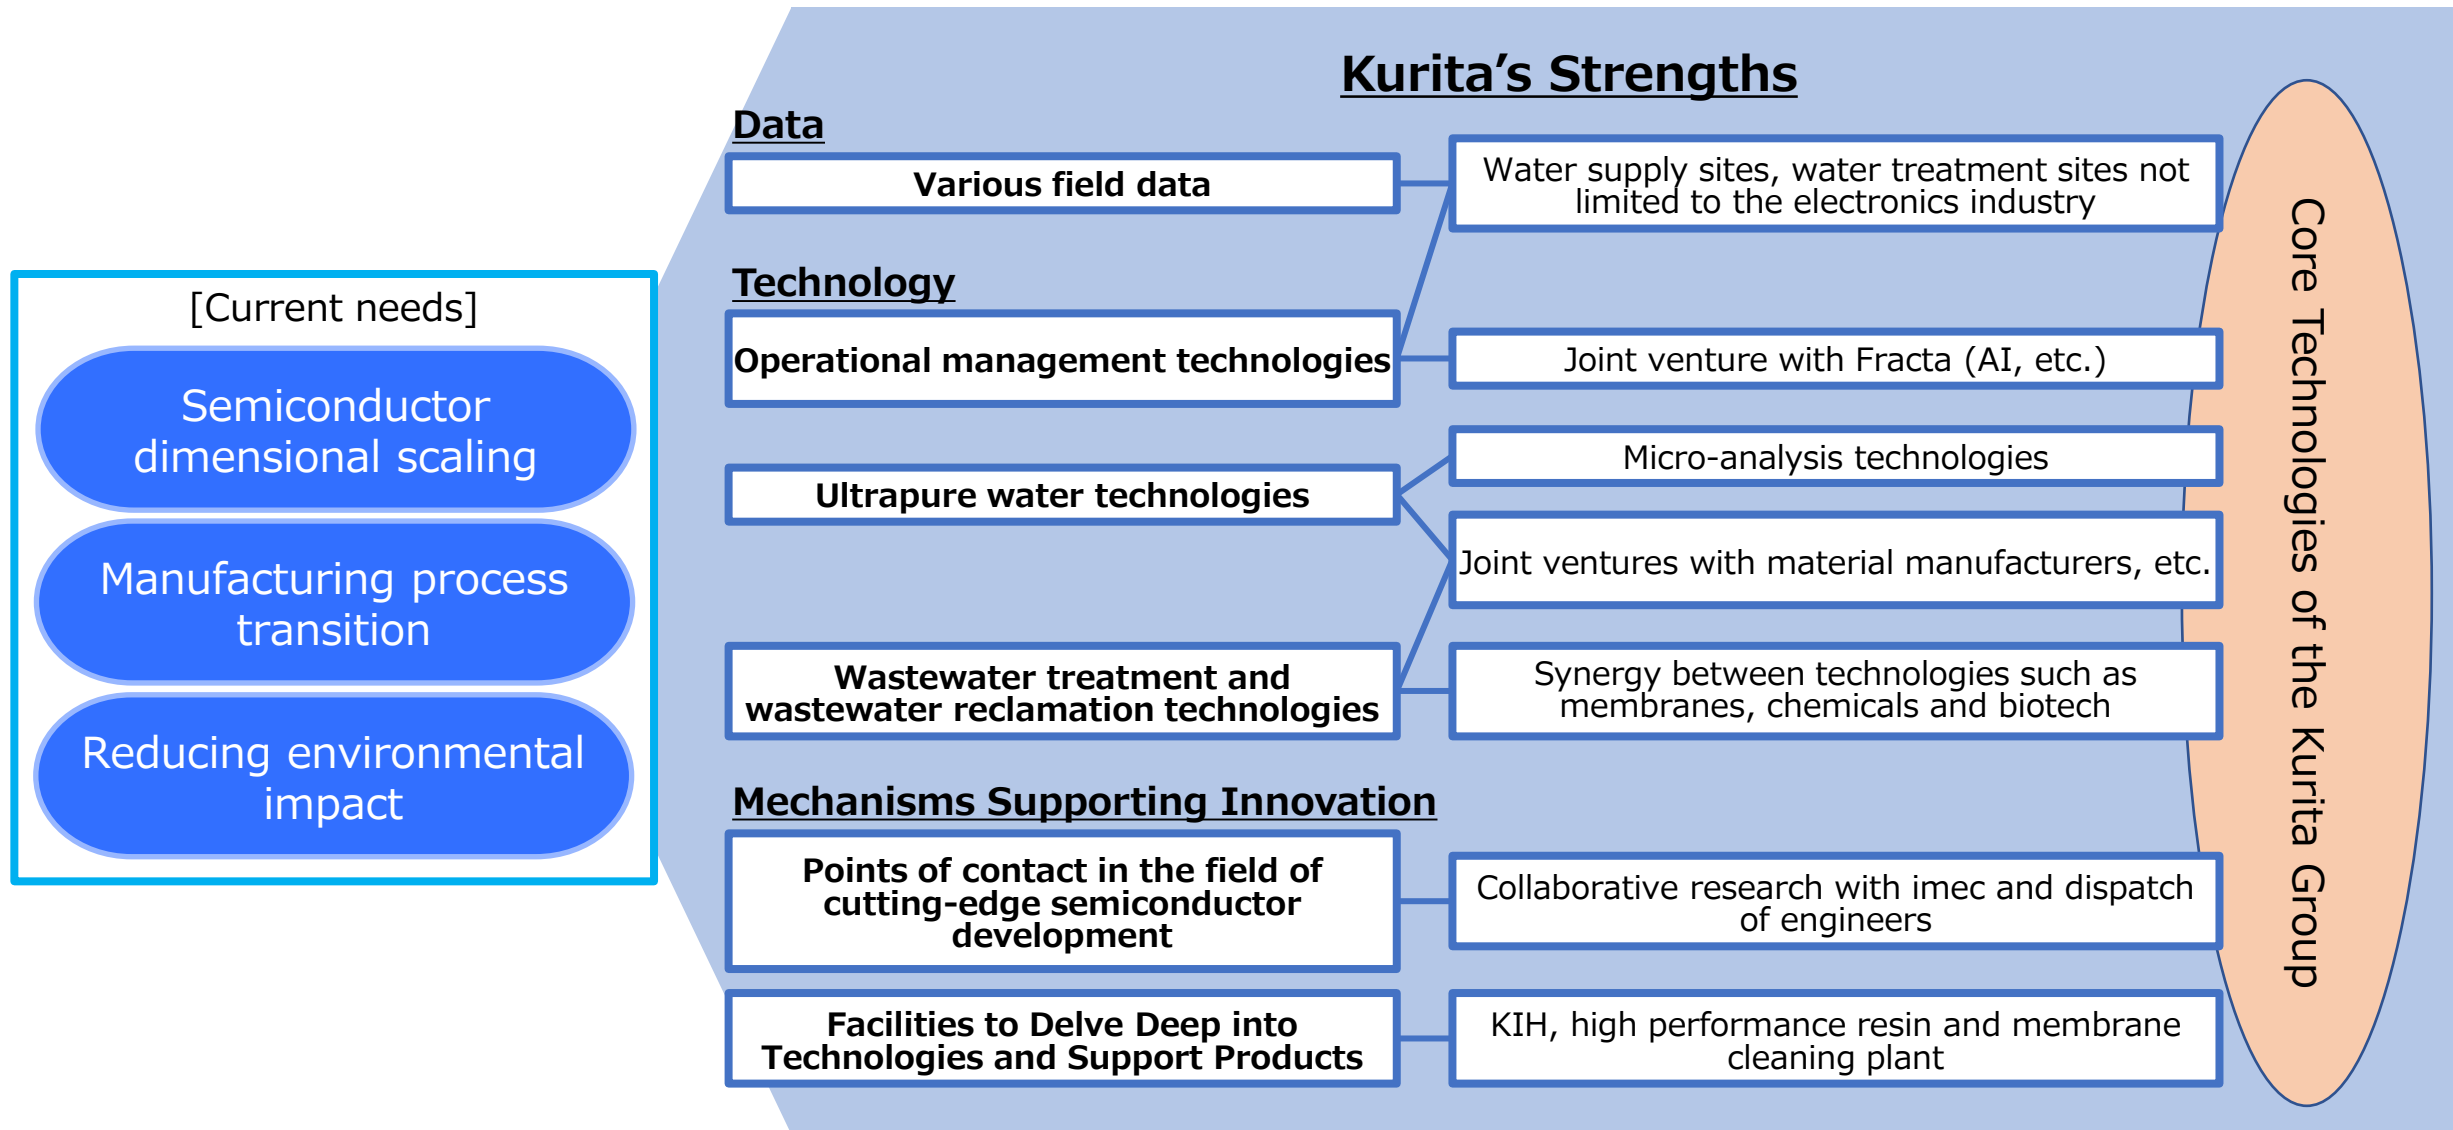 Kurita’s Strengths
[Current needs]
Semiconductor
dimensional scaling
Manufacturing process
transition
Reducing environmental
impact
Data
Various field data
Water supply sites, water treatment sites not
limited to the electronics industry
Technology
Operational management technologies
Joint venture with Fracta (AI, etc.)
Ultrapure water technologies
Micro-analysis technologies
Joint ventures with material manufacturers, etc.
Wastewater treatment and
wastewater reclamation technologies
Synergy between technologies such as
membranes, chemicals and biotech
Mechanisms Supporting Innovation
Points of contact in the field of
cutting-edge semiconductor
development
Collaborative research with imec and dispatch
of engineers
Facilities to Delve Deep into
Technologies and Support Products
KIH, high performance resin and membrane
cleaning plant
Core Technologies of the Kurita Group